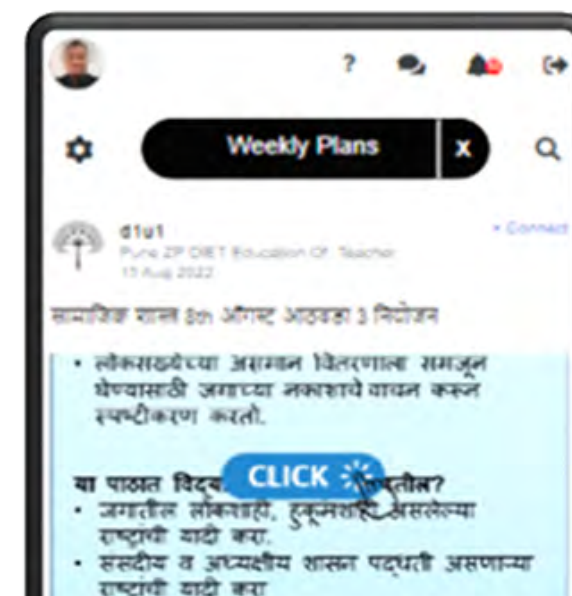 ?
Weekly Plans X
d1u1
+ Connect
Pune ZP DIET Education Of. Teacher
15 Aug 2022
सामाजिक शास्त्र 8th ऑगस्ट आठवडा 3 नियोजन
• लोकसंख्येच्या असमान वितरणाला समजून
घेण्यासाठी जगाच्या नकाशाचे वाचन करून
स्पष्टीकरण करतो.
या पाठात
CLICK
• जगातील लोकशाही, हुकूमशाही असलेल्या
राष्ट्रांची यादी करा.
• संसदीय व अध्यक्षीय शासन पद्धती असणाऱ्या
राष्ट्रांची यादी करा